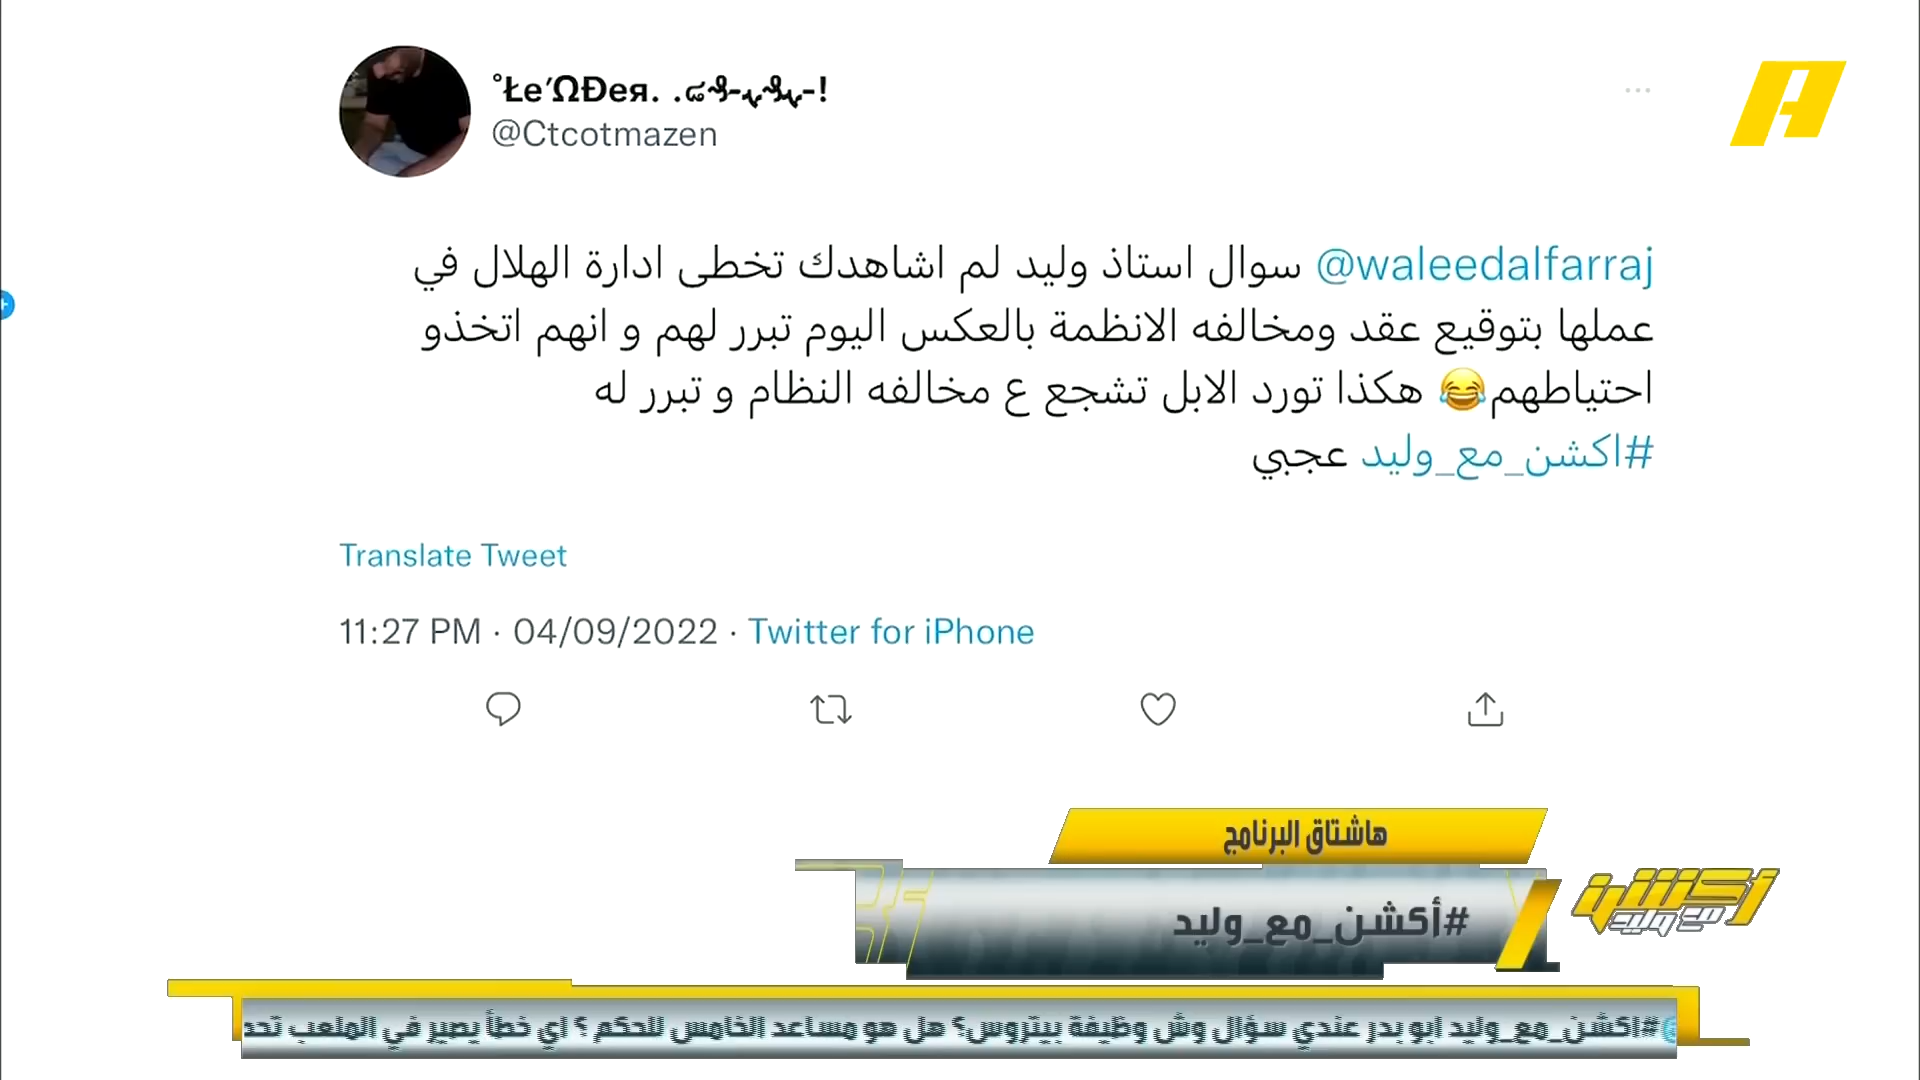 @Ctcotmazen
@waleedalfarraj سوال استاذ وليد لم اشاهدك تخطى ادارة الهلال في
عملها بتوقيع عقد ومخالفه الانظمة بالعكس اليوم تبرر لهم و انهم اتخذو
احتياطهم😂 هكذا تورد الابل تشجع ع مخالفه النظام و تبرر له
#اكشن_مع_وليد عجبي
Translate Tweet
11:27 PM · 04/09/2022 · Twitter for iPhone
هاشتاق البرنامج
#أكشن_مع_وليد
أكشن
مع وليد
#اكشن_مع_وليد ابو بدر عندي سؤال وش وظيفة بيتروس؟ هل هو مساعد الخامس للحكم ؟ اي خطأ يصير في الملعب تحد